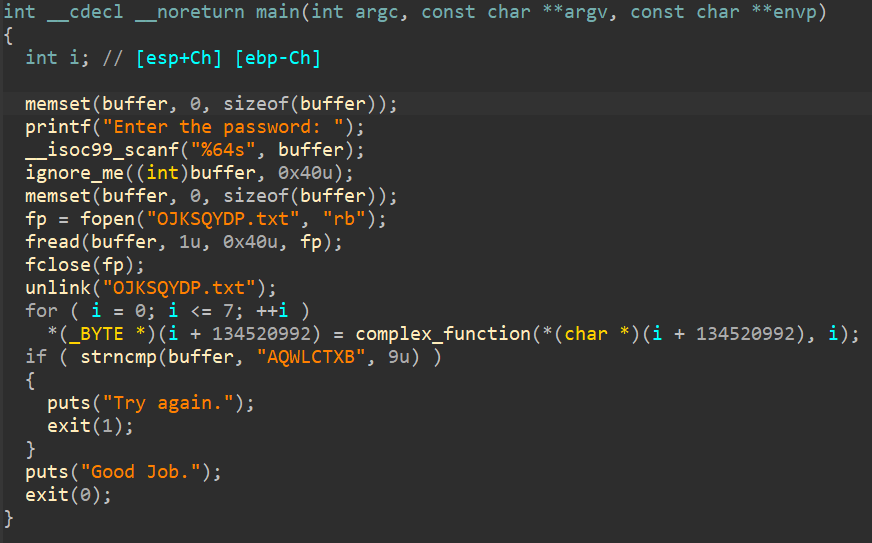 int __cdecl __noreturn main(int argc, const char **argv, const char **envp)
{
  int i; // [esp+Ch] [ebp-Ch]

  memset(buffer, 0, sizeof(buffer));
  printf("Enter the password: ");
  __isoc99_scanf("%64s", buffer);
  ignore_me((int)buffer, 0x40u);
  memset(buffer, 0, sizeof(buffer));
  fp = fopen("OJKSQYDP.txt", "rb");
  fread(buffer, 1u, 0x40u, fp);
  fclose(fp);
  unlink("OJKSQYDP.txt");
  for ( i = 0; i <= 7; ++i )
    *(_BYTE *)(i + 134520992) = complex_function(*(char *)(i + 134520992), i);
  if ( strncmp(buffer, "AQWLCTXB", 9u) )
  {
    puts("Try again.");
    exit(1);
  }
  puts("Good Job.");
  exit(0);
}